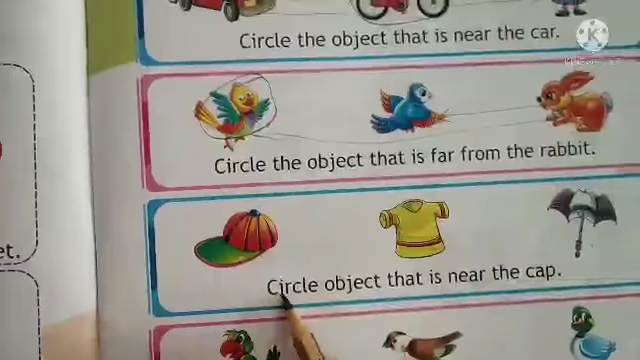 Circle the object that is near the car.
Circle the object that is far from the rabbit.
et.
Circle object that is near the cap.